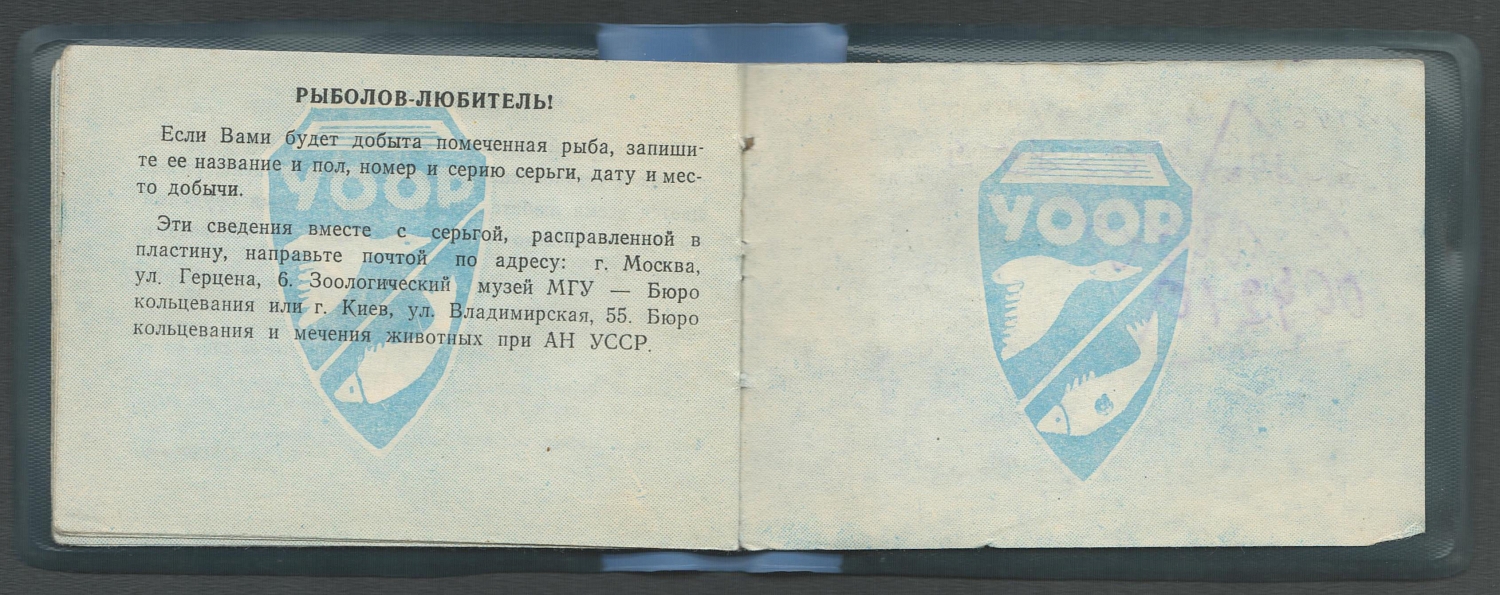 РЫБОЛОВ-ЛЮБИТЕЛЬ!
Если Вами будет добыта помеченная рыба, запиши-
те ее название и пол, номер и серию серьги, дату и мес-
то добычи.
Эти сведения вместе с серьгой, расправленной в
пластину, направьте почтой по адресу: г. Москва,
ул. Герцена, 6. Зоологический музей МГУ — Бюро
кольцевания или г. Киев, ул. Владимирская, 55. Бюро
кольцевания и мечения животных при АН УССР.
УООР
УООР